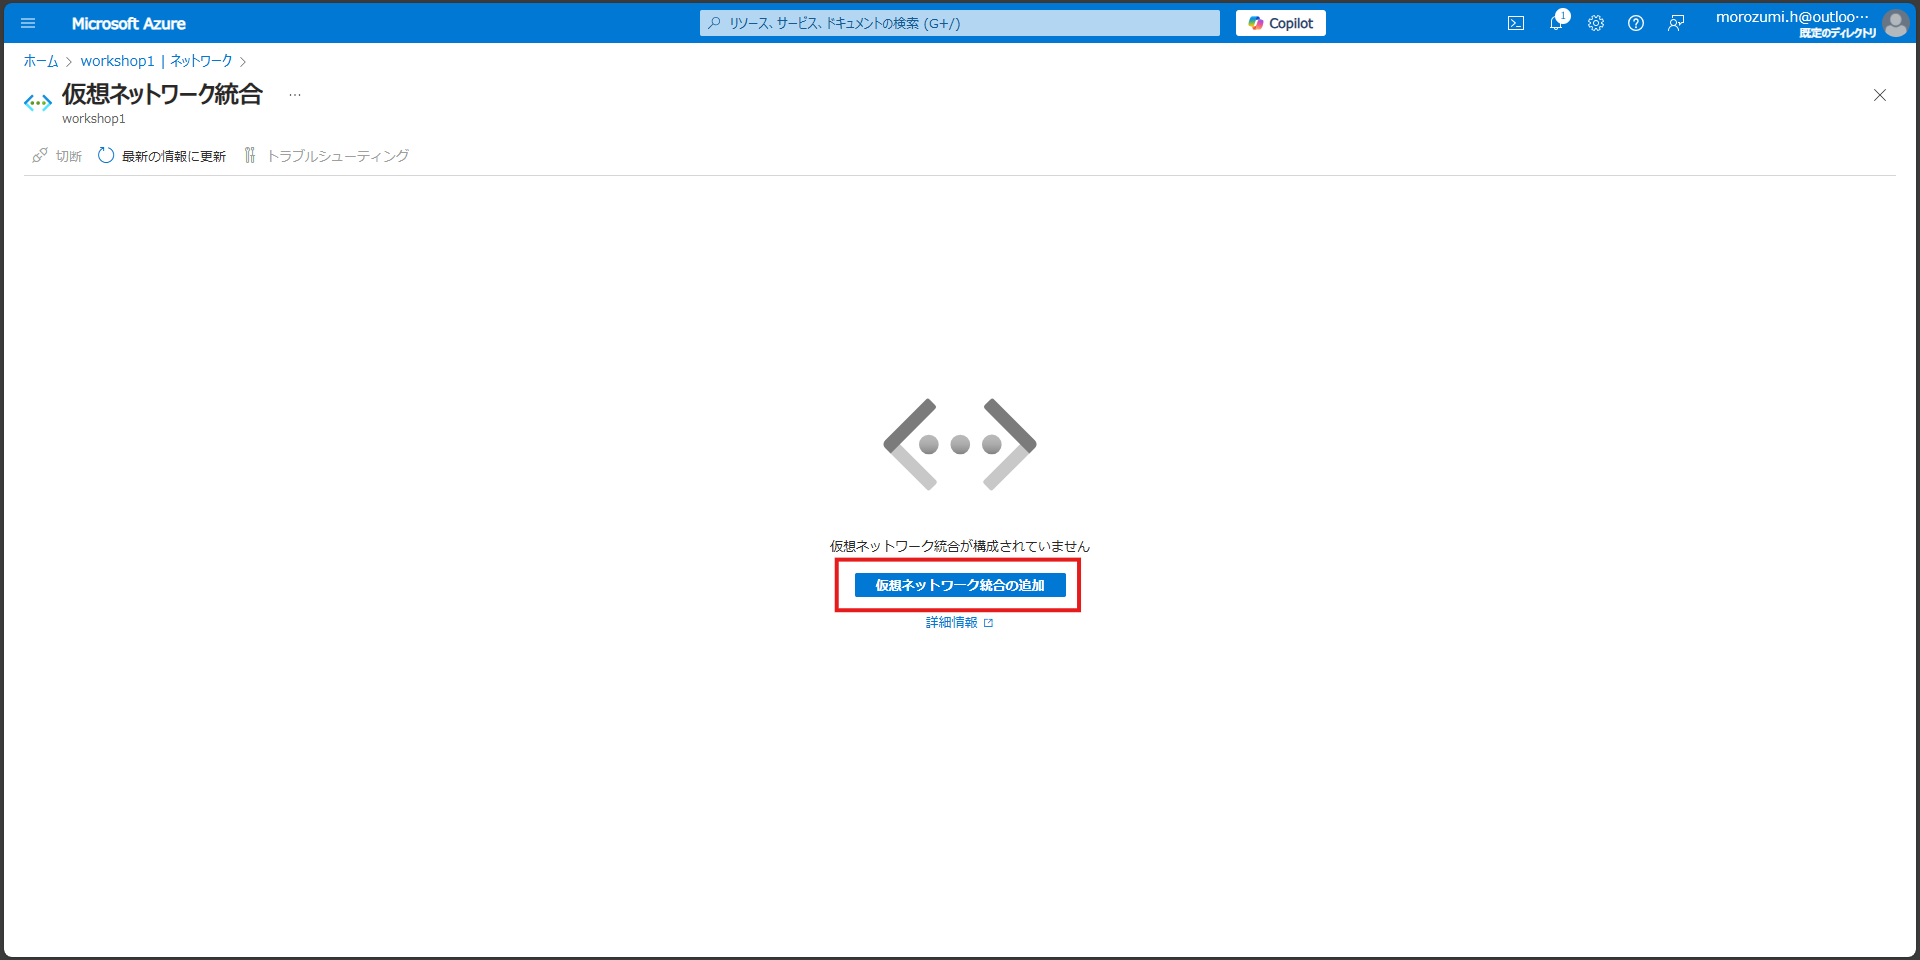 Microsoft Azure
リソース、サービス、ドキュメントの検索 (G+/)
Copilot
1
morozumi.h@outloo…
既定のディレクトリ
ホーム > workshop1 | ネットワーク >
仮想ネットワーク統合 …
workshop1
切断 最新の情報に更新 トラブルシューティング
仮想ネットワーク統合が構成されていません
仮想ネットワーク統合の追加
詳細情報